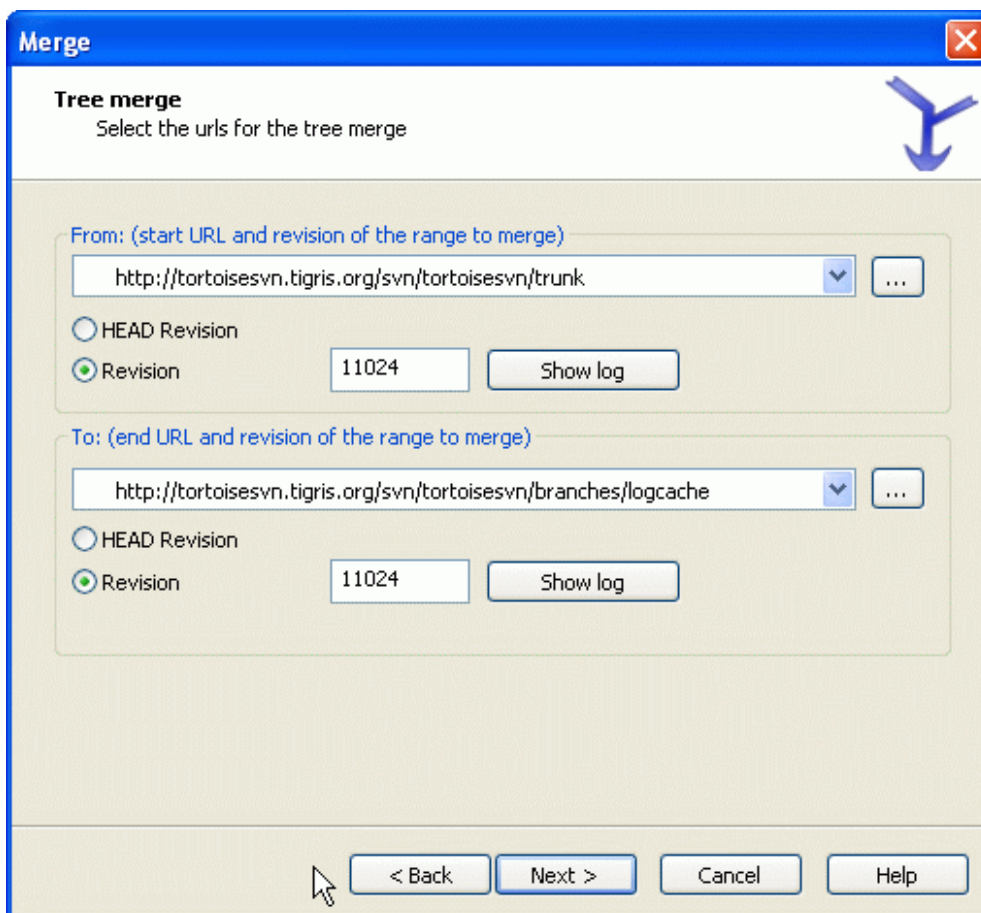 Merge
Tree merge
Select the urls for the tree merge
From: (start URL and revision of the range to merge)
http://tortoisesvn.tigris.org/svn/tortoisesvn/trunk
...
HEAD Revision
Revision
11024
Show log
To: (end URL and revision of the range to merge)
http://tortoisesvn.tigris.org/svn/tortoisesvn/branches/logcache
...
HEAD Revision
Revision
11024
Show log
< Back
Next >
Cancel
Help